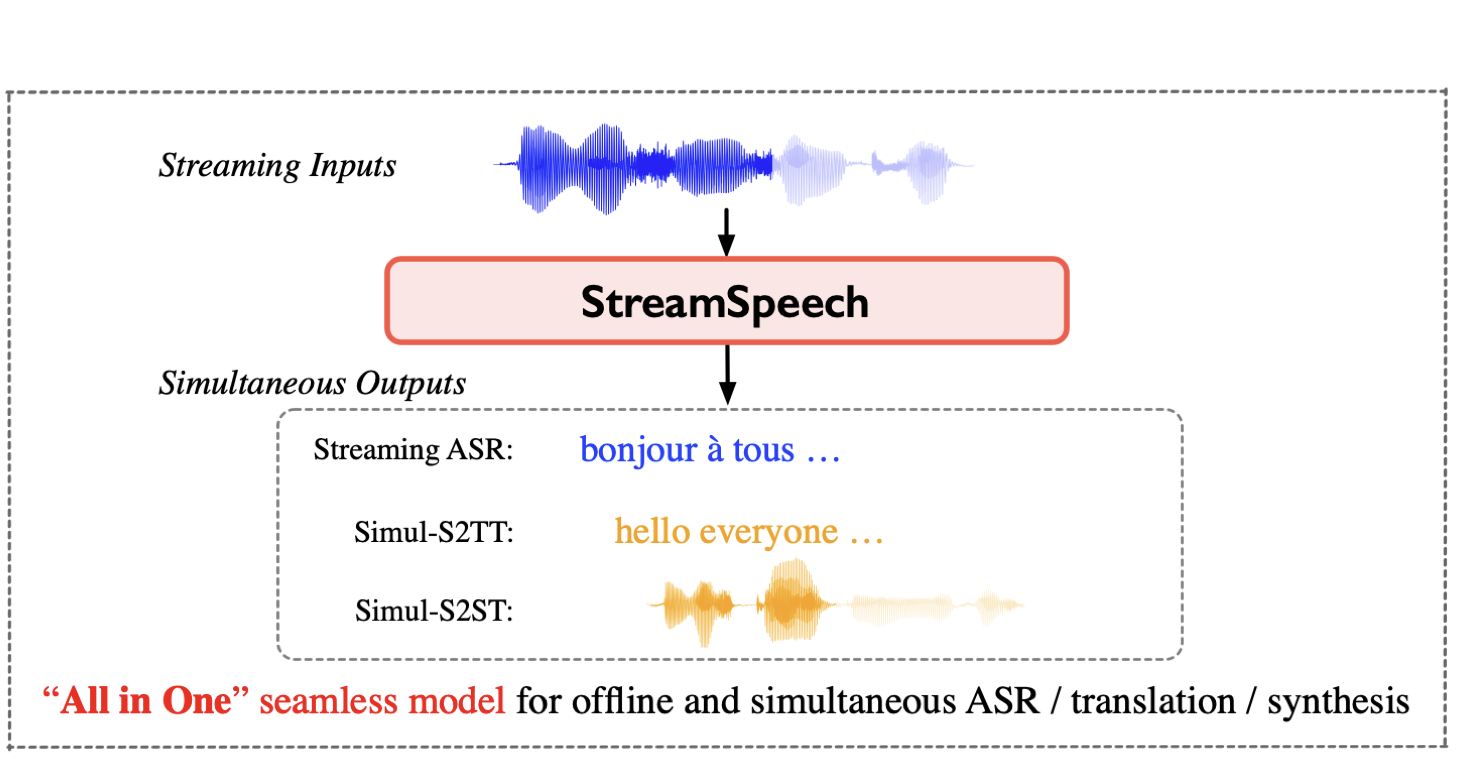 Streaming Inputs
StreamSpeech
Simultaneous Outputs
Streaming ASR: bonjour à tous …
Simul-S2TT: hello everyone …
Simul-S2ST:
“All in One” seamless model for offline and simultaneous ASR / translation / synthesis